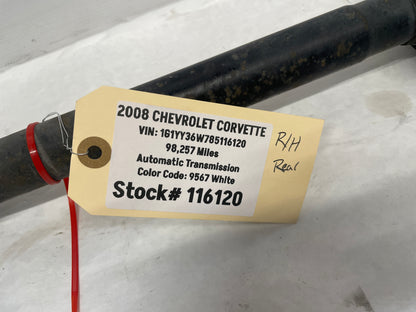 2008 CHEVROLET CORVETTE
VIN: 1G1YY36W785116120
98,257 Miles
Automatic Transmission
Color Code: 9567 White
Stock# 116120
R/H
Rear